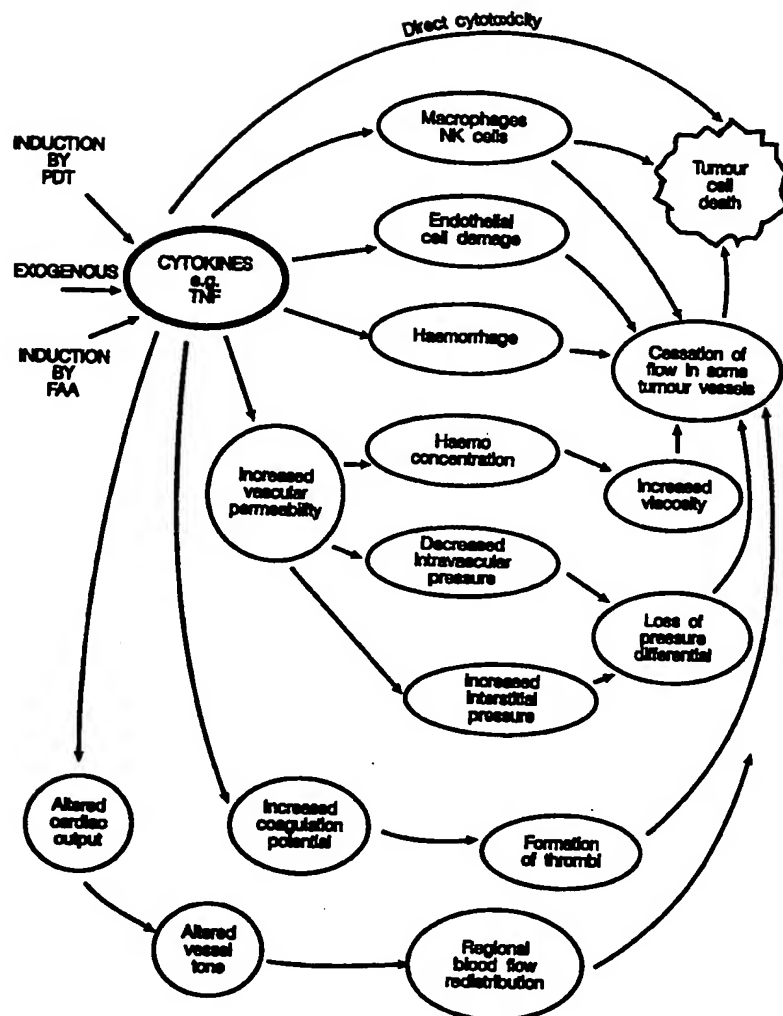 Direct cytotoxicity
Macrophages
NK cells
INDUCTION
BY
PDT
Tumour
cell
death
Endothelial
cell damage
EXOGENOUS
CYTOKINES
e.g.
TNF
Haemorrhage
Cessation of
flow in some
tumour vessels
INDUCTION
BY
FAA
Haemo
concentration
Increased
vascular
permeability
Increased
viscosity
Decreased
intravascular
pressure
Loss of
pressure
differential
Increased
interstitial
pressure
Altered
cardiac
output
Increased
coagulation
potential
Formation
of thrombi
Altered
vessel
tone
Regional
blood flow
redistribution